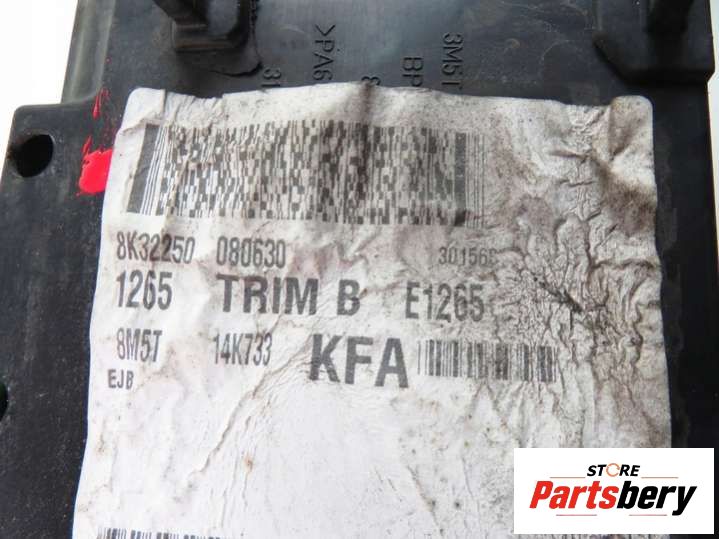 3M5T
BP
>PA6
8K32250 080630 301566
1265 TRIM B E1265
8M5T 14K733 KFA
EJB
STORE
Partsbery